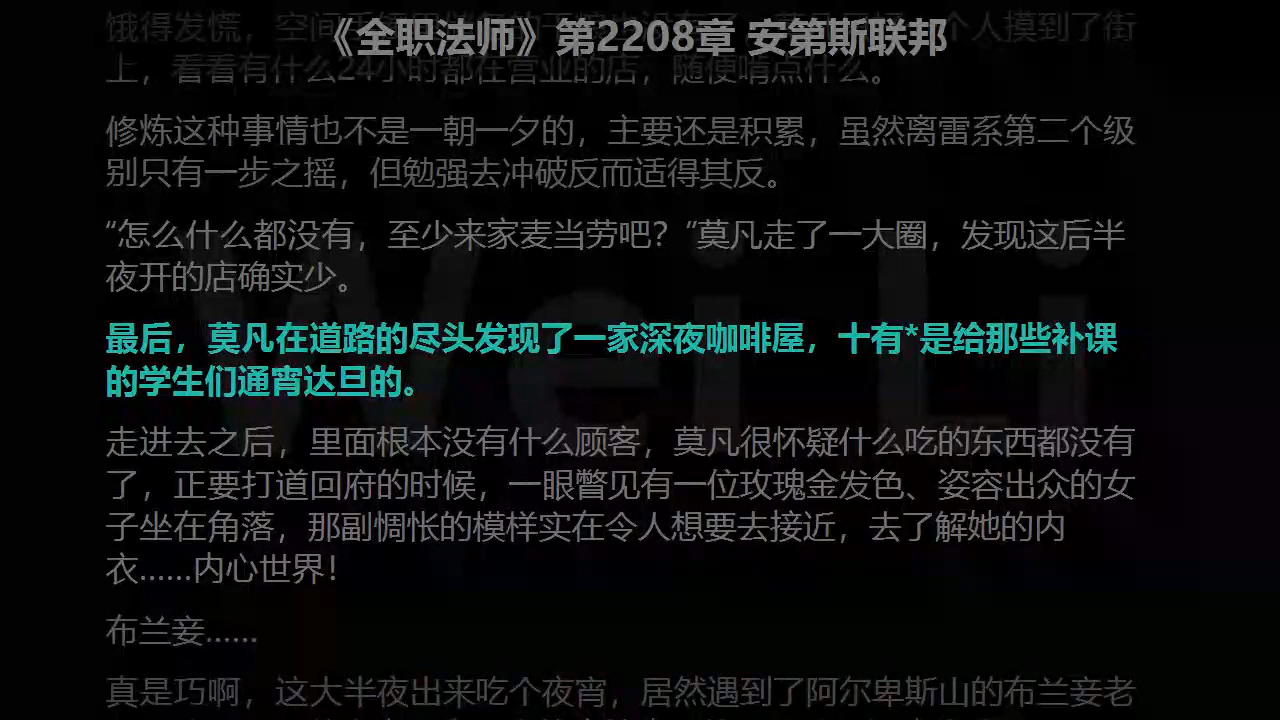 《全职法师》第2208章 安第斯联邦
饿得发慌，空间
个人摸到了街
上，看看有什么24小时都在营业的店，随便啃点什么。
修炼这种事情也不是一朝一夕的，主要还是积累，虽然离雷系第二个级
别只有一步之摇，但勉强去冲破反而适得其反。
“怎么什么都没有，至少来家麦当劳吧？“莫凡走了一大圈，发现这后半
夜开的店确实少。
最后，莫凡在道路的尽头发现了一家深夜咖啡屋，十有*是给那些补课
的学生们通宵达旦的。
走进去之后，里面根本没有什么顾客，莫凡很怀疑什么吃的东西都没有
了，正要打道回府的时候，一眼瞥见有一位玫瑰金发色、姿容出众的女
子坐在角落，那副惆怅的模样实在令人想要去接近，去了解她的内
衣……内心世界！
布兰妾……
真是巧啊，这大半夜出来吃个夜宵，居然遇到了阿尔卑斯山的布兰妾老
Wei Li